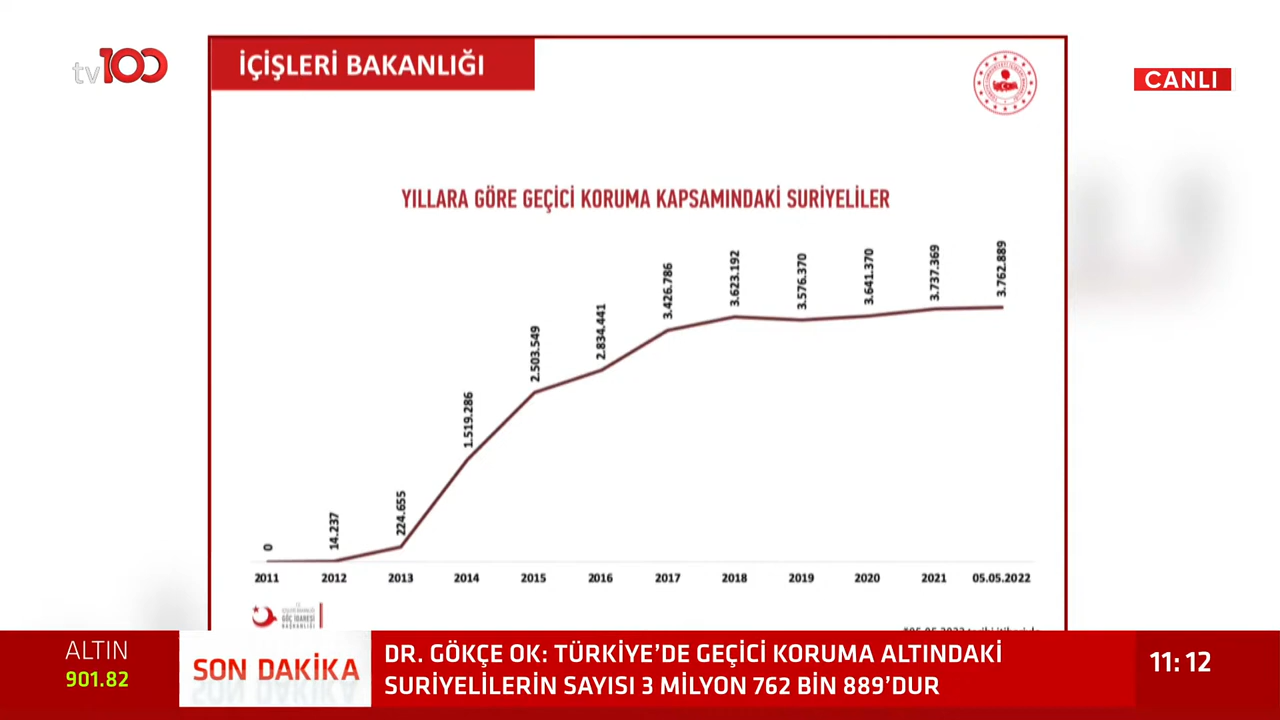 tv100
İÇİŞLERİ BAKANLIĞI
CANLI
YILLARA GÖRE GEÇİCİ KORUMA KAPSAMINDAKİ SURİYELİLER
0
14.237
224.655
1.519.286
2.503.549
2.834.441
3.426.786
3.623.192
3.576.370
3.641.370
3.737.369
3.762.889
2011 2012 2013 2014 2015 2016 2017 2018 2019 2020 2021 05.05.2022
GÖÇ İDARESİ
BAŞKANLIĞI
ALTIN
901.82
SON DAKİKA
DR. GÖKÇE OK: TÜRKİYE'DE GEÇİCİ KORUMA ALTINDAKİ
SURİYELİLERİN SAYISI 3 MİLYON 762 BİN 889'DUR
11:12